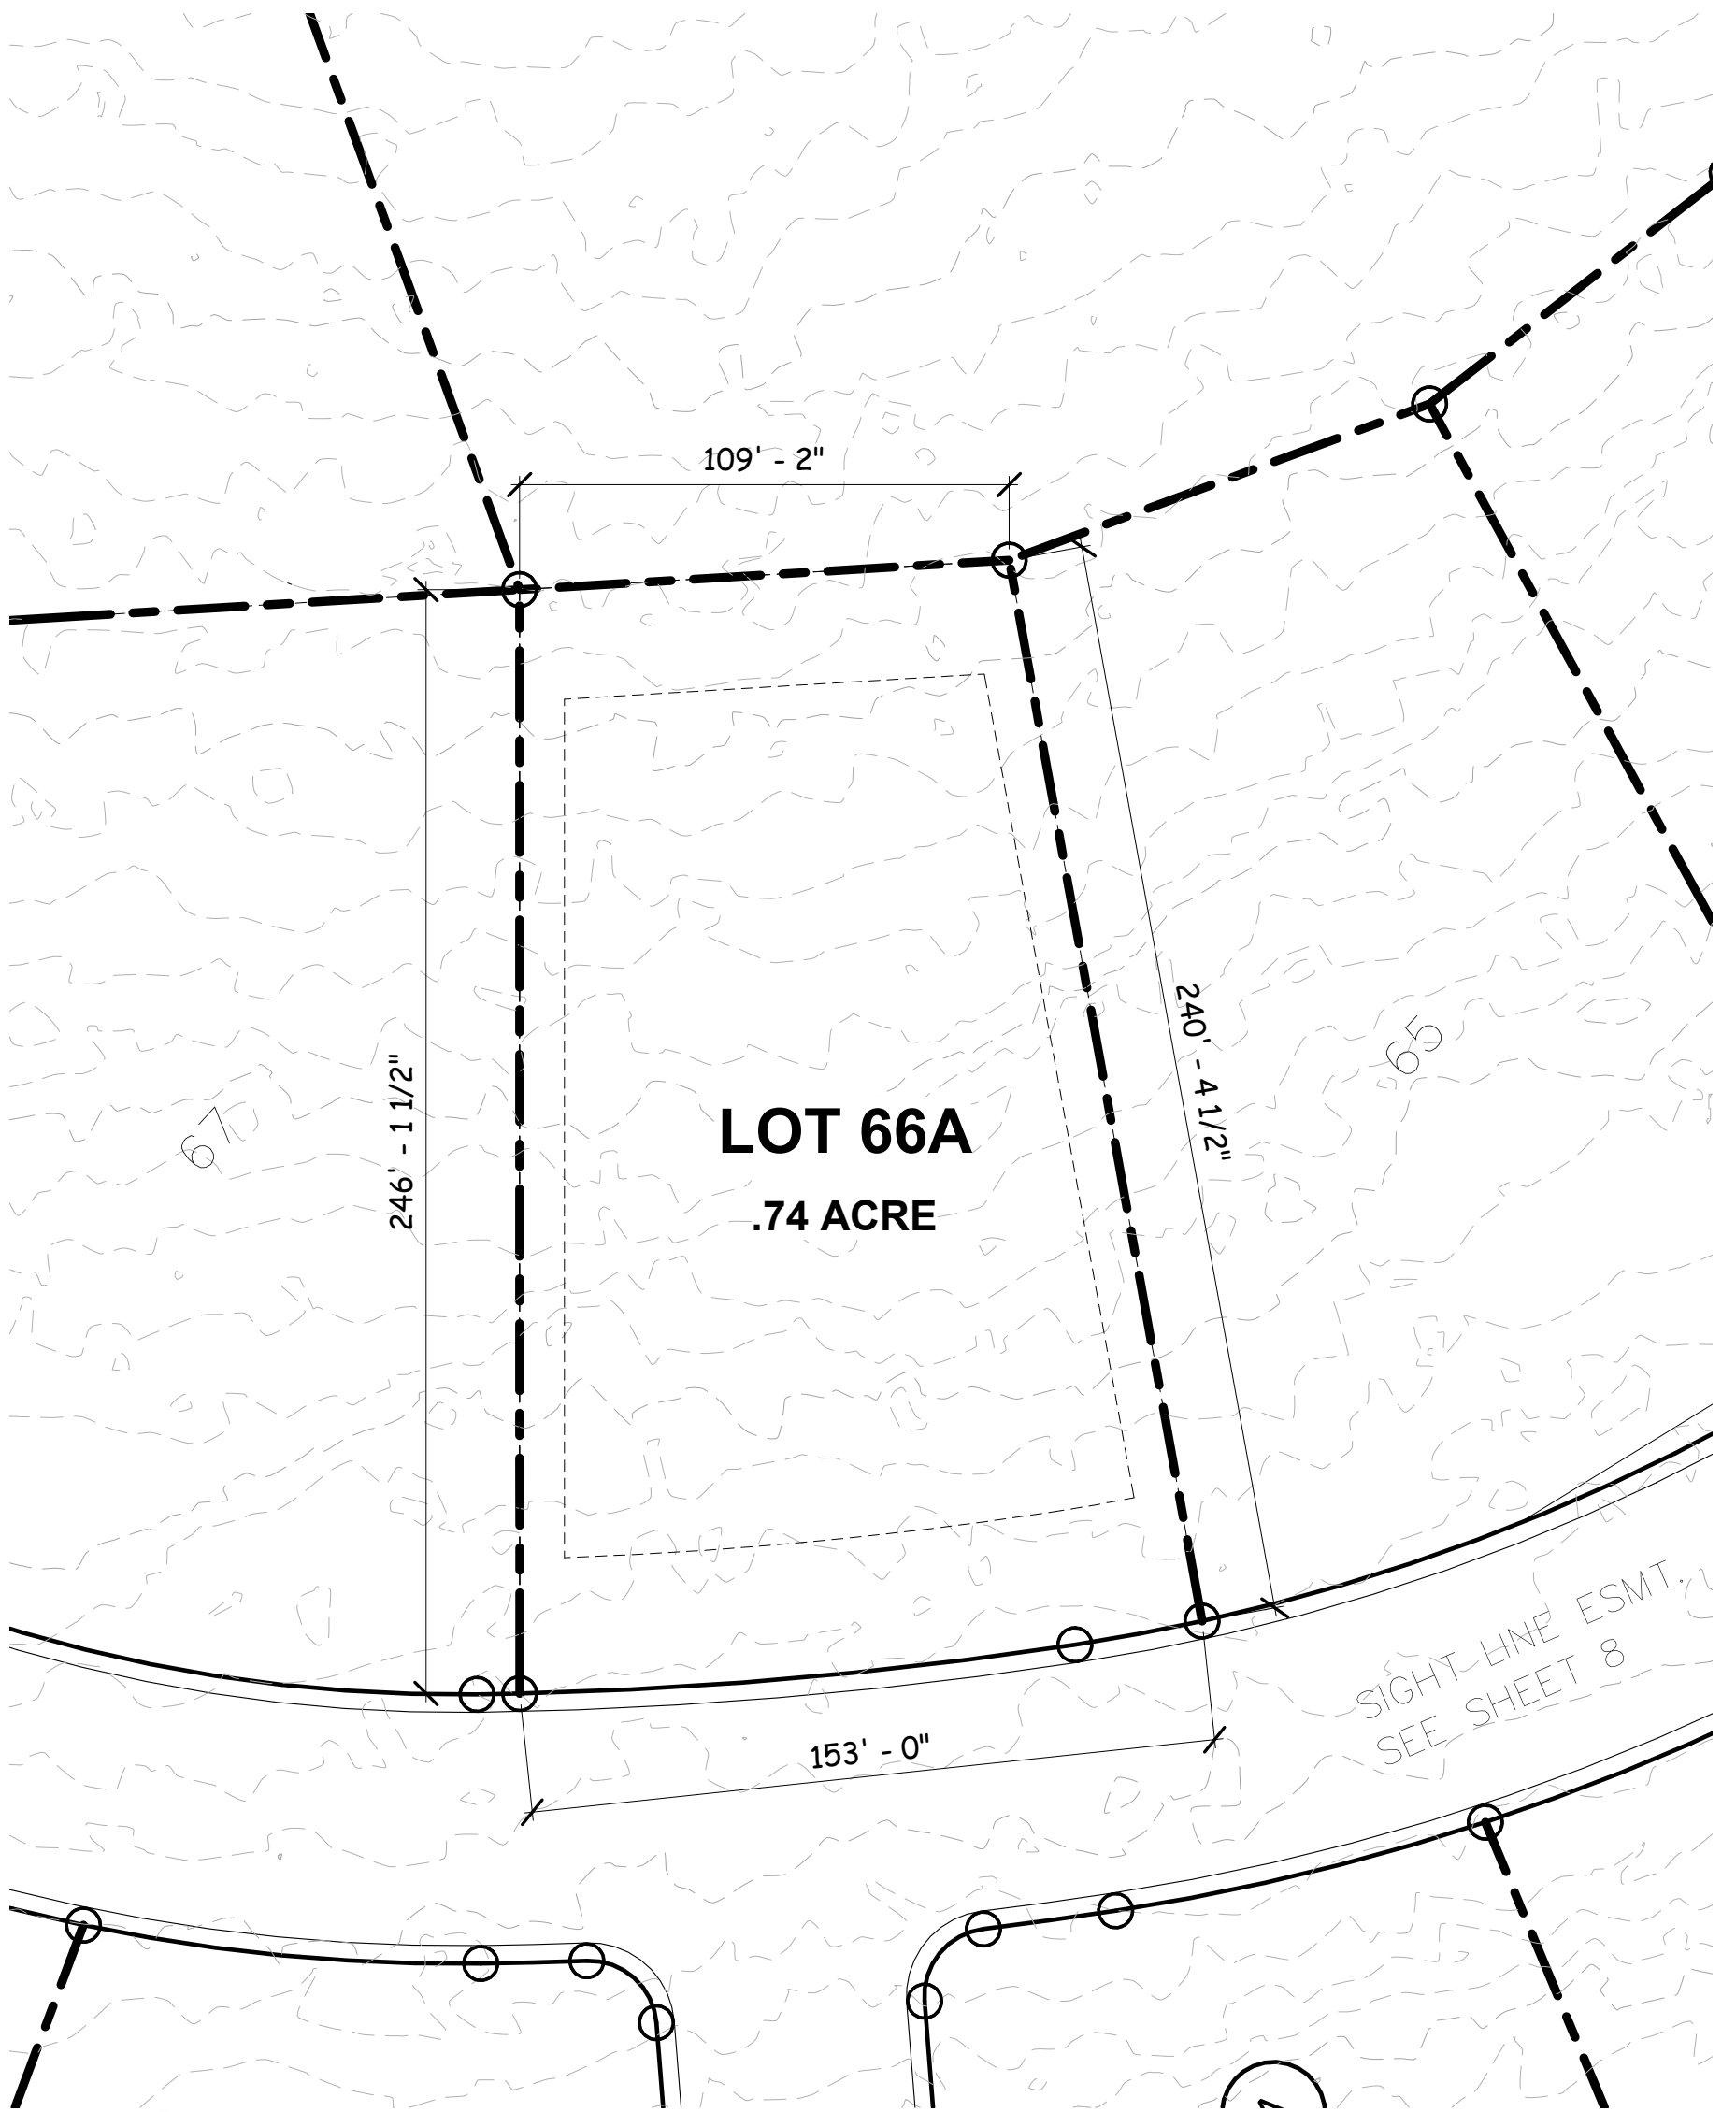 109' - 2"
240' - 4 1/2"
65
246' - 1 1/2"
67
LOT 66A
.74 ACRE
SIGHT LINE ESMT.
SEE SHEET 8
153' - 0"